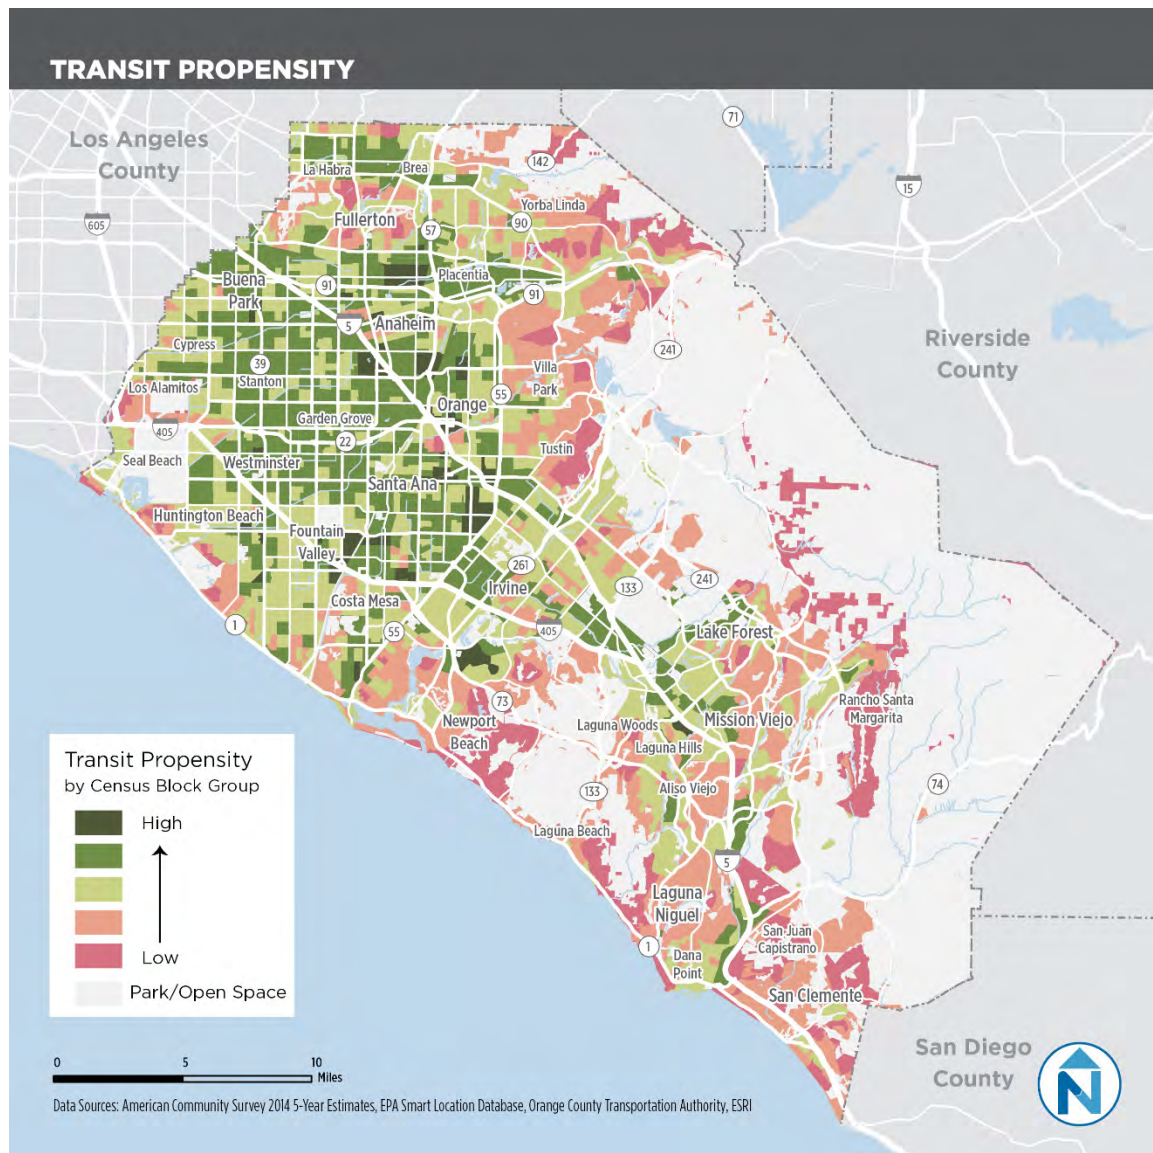 TRANSIT PROPENSITY
Los Angeles
County
71
142
La Habra
Brea
15
605
Yorba Linda
Fullerton
90
57
Buena
Park
Placentia
91
91
5
Anaheim
Riverside
County
Cypress
241
39
Stanton
Villa
Park
Los Alamitos
55
Orange
Garden Grove
405
22
Tustin
Seal Beach
Westminster
Santa Ana
Huntington Beach
Fountain
Valley
261
Irvine
133
241
Costa Mesa
1
55
405
Lake Forest
73
Rancho Santa
Margarita
Newport
Beach
Laguna Woods
Mission Viejo
Laguna Hills
Transit Propensity
by Census Block Group
High
Low
Park/Open Space
Aliso Viejo
133
74
Laguna Beach
5
Laguna
Niguel
1
San Juan
Capistrano
Dana
Point
San Clemente
San Diego
County
N
0 5 10
Miles
Data Sources: American Community Survey 2014 5-Year Estimates, EPA Smart Location Database, Orange County Transportation Authority, ESRI